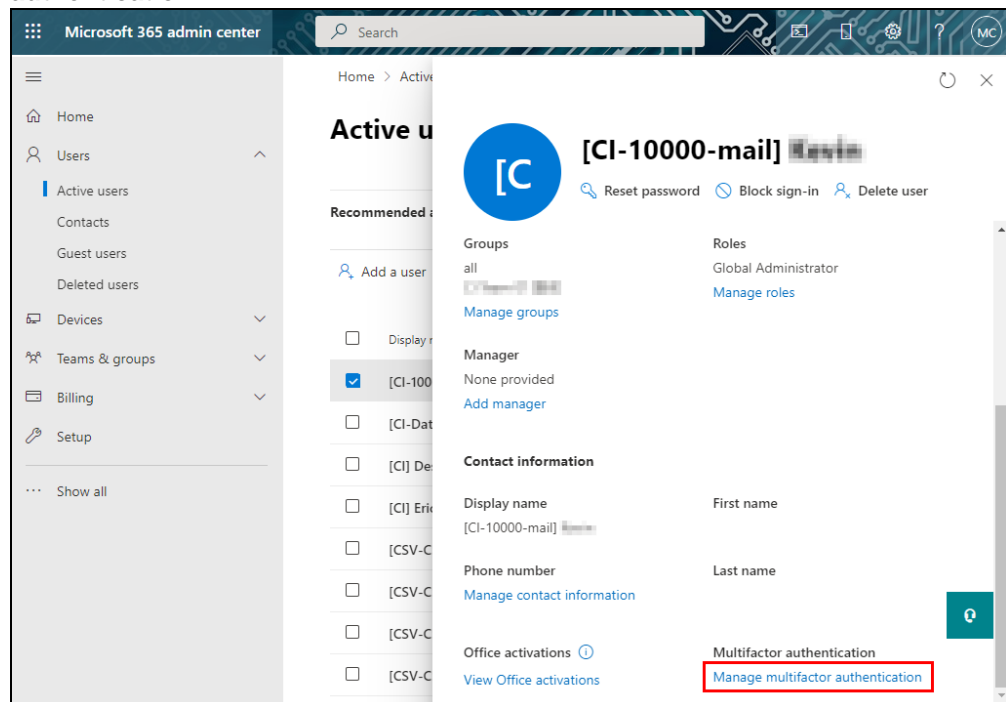 Microsoft 365 admin center
Search
MC
Home
Users
Active users
Contacts
Guest users
Deleted users
Devices
Teams & groups
Billing
Setup
Show all
Home > Active
Active u
Recommended a
Add a user
Display
[CI-100
[CI-Dat
[CI] De
[CI] Eric
[CSV-C
[CSV-C
[CSV-C
[CSV-C
[C
[CI-10000-mail]
Reset password Block sign-in Delete user
Groups
all
Manage groups
Roles
Global Administrator
Manage roles
Manager
None provided
Add manager
Contact information
Display name
[CI-10000-mail]
First name
Phone number
Manage contact information
Last name
Office activations
View Office activations
Multifactor authentication
Manage multifactor authentication